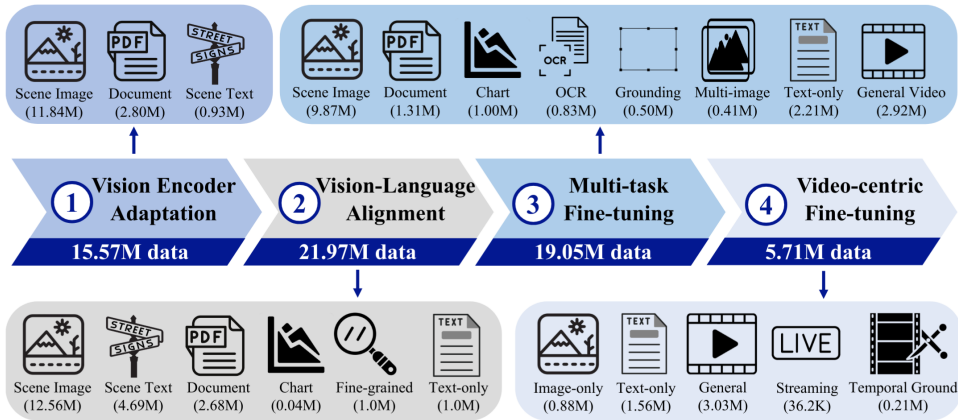 STREET
SIGNS
PDF
OCR
TEXT
Scene Image Document Scene Text
(11.84M) (2.80M) (0.93M)
Scene Image Document Chart OCR Grounding Multi-image Text-only General Video
(9.87M) (1.31M) (1.00M) (0.83M) (0.50M) (0.41M) (2.21M) (2.92M)
1 Vision Encoder
Adaptation
15.57M data
2 Vision-Language
Alignment
21.97M data
3 Multi-task
Fine-tuning
19.05M data
4 Video-centric
Fine-tuning
5.71M data
STREET
SIGNS
PDF
TEXT
TEXT
LIVE
Scene Image Scene Text Document Chart Fine-grained Text-only
(12.56M) (4.69M) (2.68M) (0.04M) (1.0M) (1.0M)
Image-only Text-only General Streaming Temporal Ground
(0.88M) (1.56M) (3.03M) (36.2K) (0.21M)